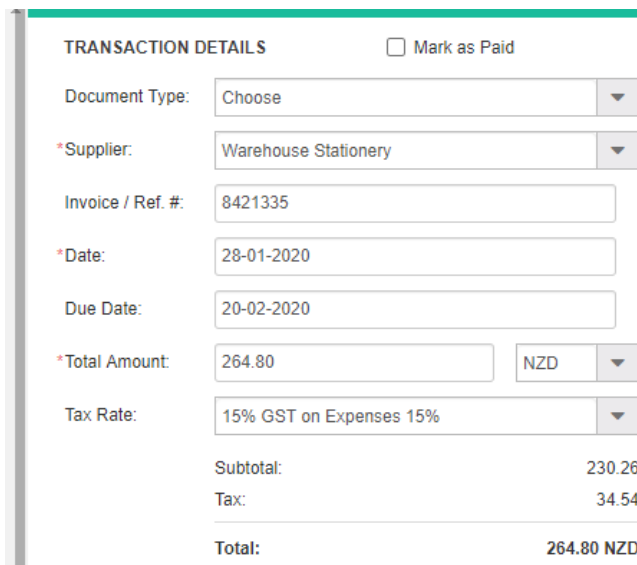 TRANSACTION DETAILS Mark as Paid
Document Type: Choose
*Supplier: Warehouse Stationery
Invoice / Ref. #: 8421335
*Date: 28-01-2020
Due Date: 20-02-2020
*Total Amount: 264.80 NZD
Tax Rate: 15% GST on Expenses 15%
Subtotal: 230.26
Tax: 34.54
Total: 264.80 NZD